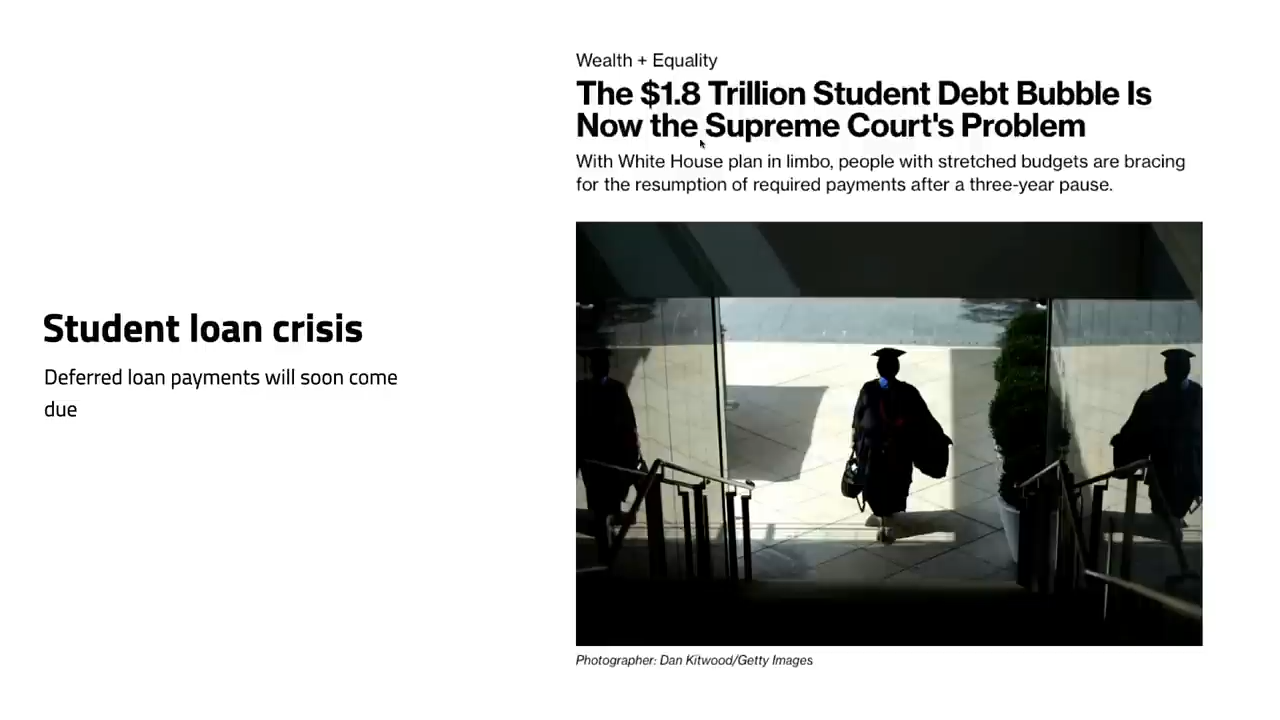 Student loan crisis
Deferred loan payments will soon come
due
Wealth + Equality
The $1.8 Trillion Student Debt Bubble Is
Now the Supreme Court's Problem
With White House plan in limbo, people with stretched budgets are bracing
for the resumption of required payments after a three-year pause.
Photographer: Dan Kitwood/Getty Images